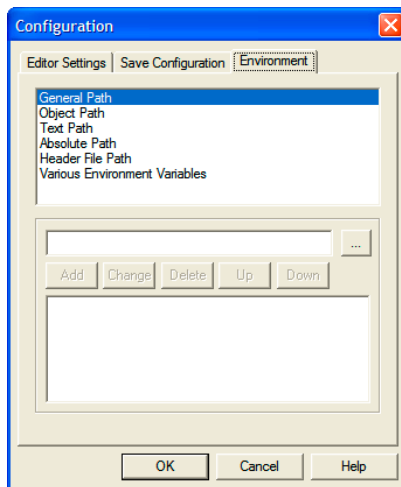 Configuration
Editor Settings Save Configuration Environment
General Path
Object Path
Text Path
Absolute Path
Header File Path
Various Environment Variables
...
Add Change Delete Up Down
OK Cancel Help